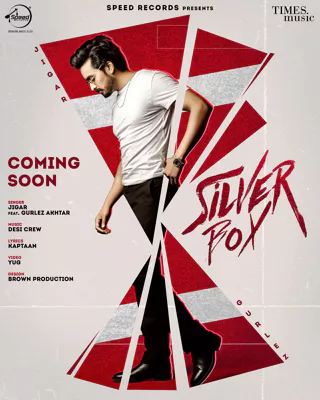 SPEED RECORDS PRESENTS
Speed
TIMES.
music
JIGAR
COMING
SOON
SILVER
BOX
SINGER
JIGAR
FEAT. GURLEZ AKHTAR
MUSIC
DESI CREW
LYRICS
KAPTAAN
VIDEO
YUG
DESIGN
BROWN PRODUCTION
GURLEZ